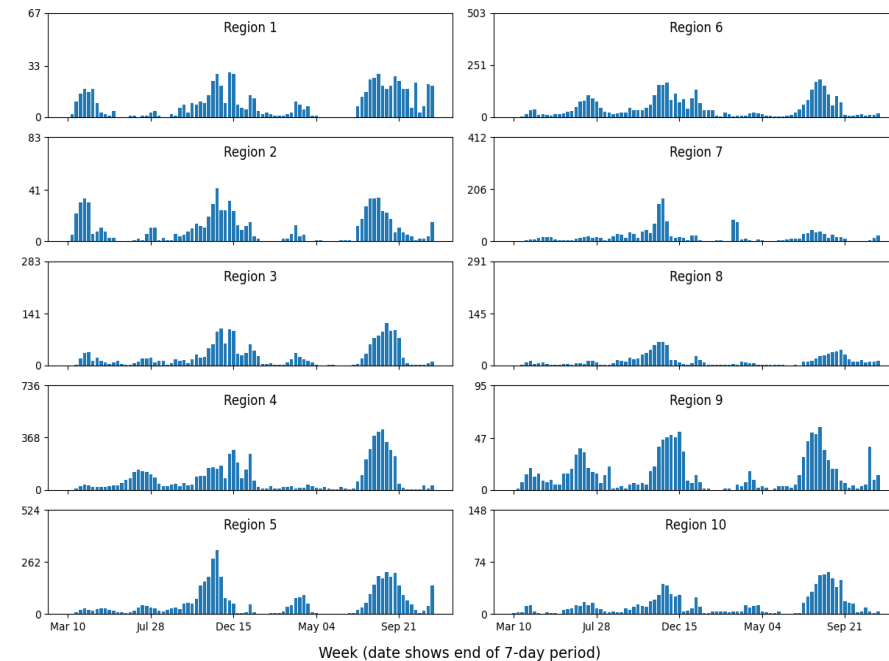 67
33
0
Region 1
503
251
0
Region 6
83
41
0
Region 2
412
206
0
Region 7
283
141
0
Region 3
291
145
0
Region 8
736
368
0
Region 4
95
47
0
Region 9
524
262
0
Region 5
Mar 10 Jul 28 Dec 15 May 04 Sep 21
148
74
0
Region 10
Mar 10 Jul 28 Dec 15 May 04 Sep 21
Week (date shows end of 7-day period)